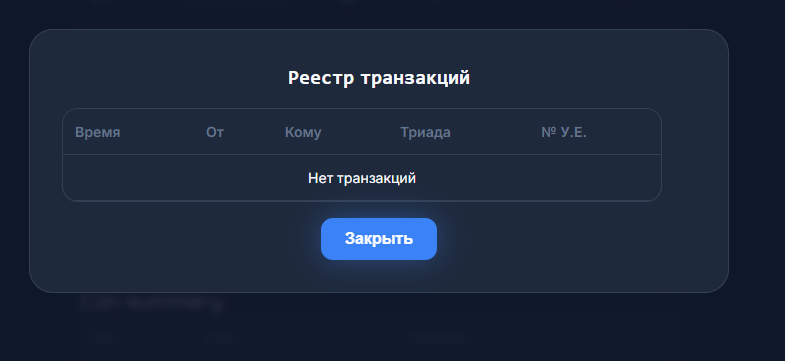 Реестр транзакций
Время От Кому Триада № У.Е.
Нет транзакций
Закрыть